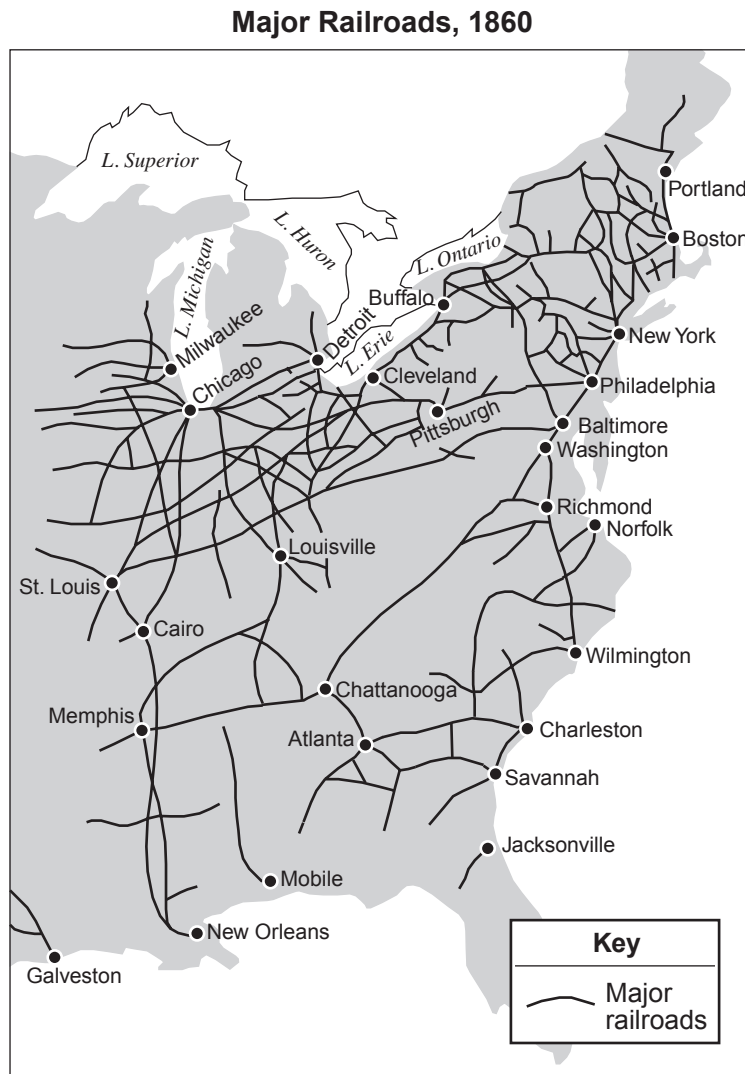 Major Railroads, 1860
L. Superior
L. Huron
L. Michigan
L. Ontario
L. Erie
Portland
Boston
Buffalo
New York
Milwaukee
Detroit
Chicago
Cleveland
Philadelphia
Pittsburgh
Baltimore
Washington
Richmond
Norfolk
Louisville
St. Louis
Cairo
Wilmington
Chattanooga
Memphis
Atlanta
Charleston
Savannah
Jacksonville
Mobile
New Orleans
Galveston
Key
Major
railroads